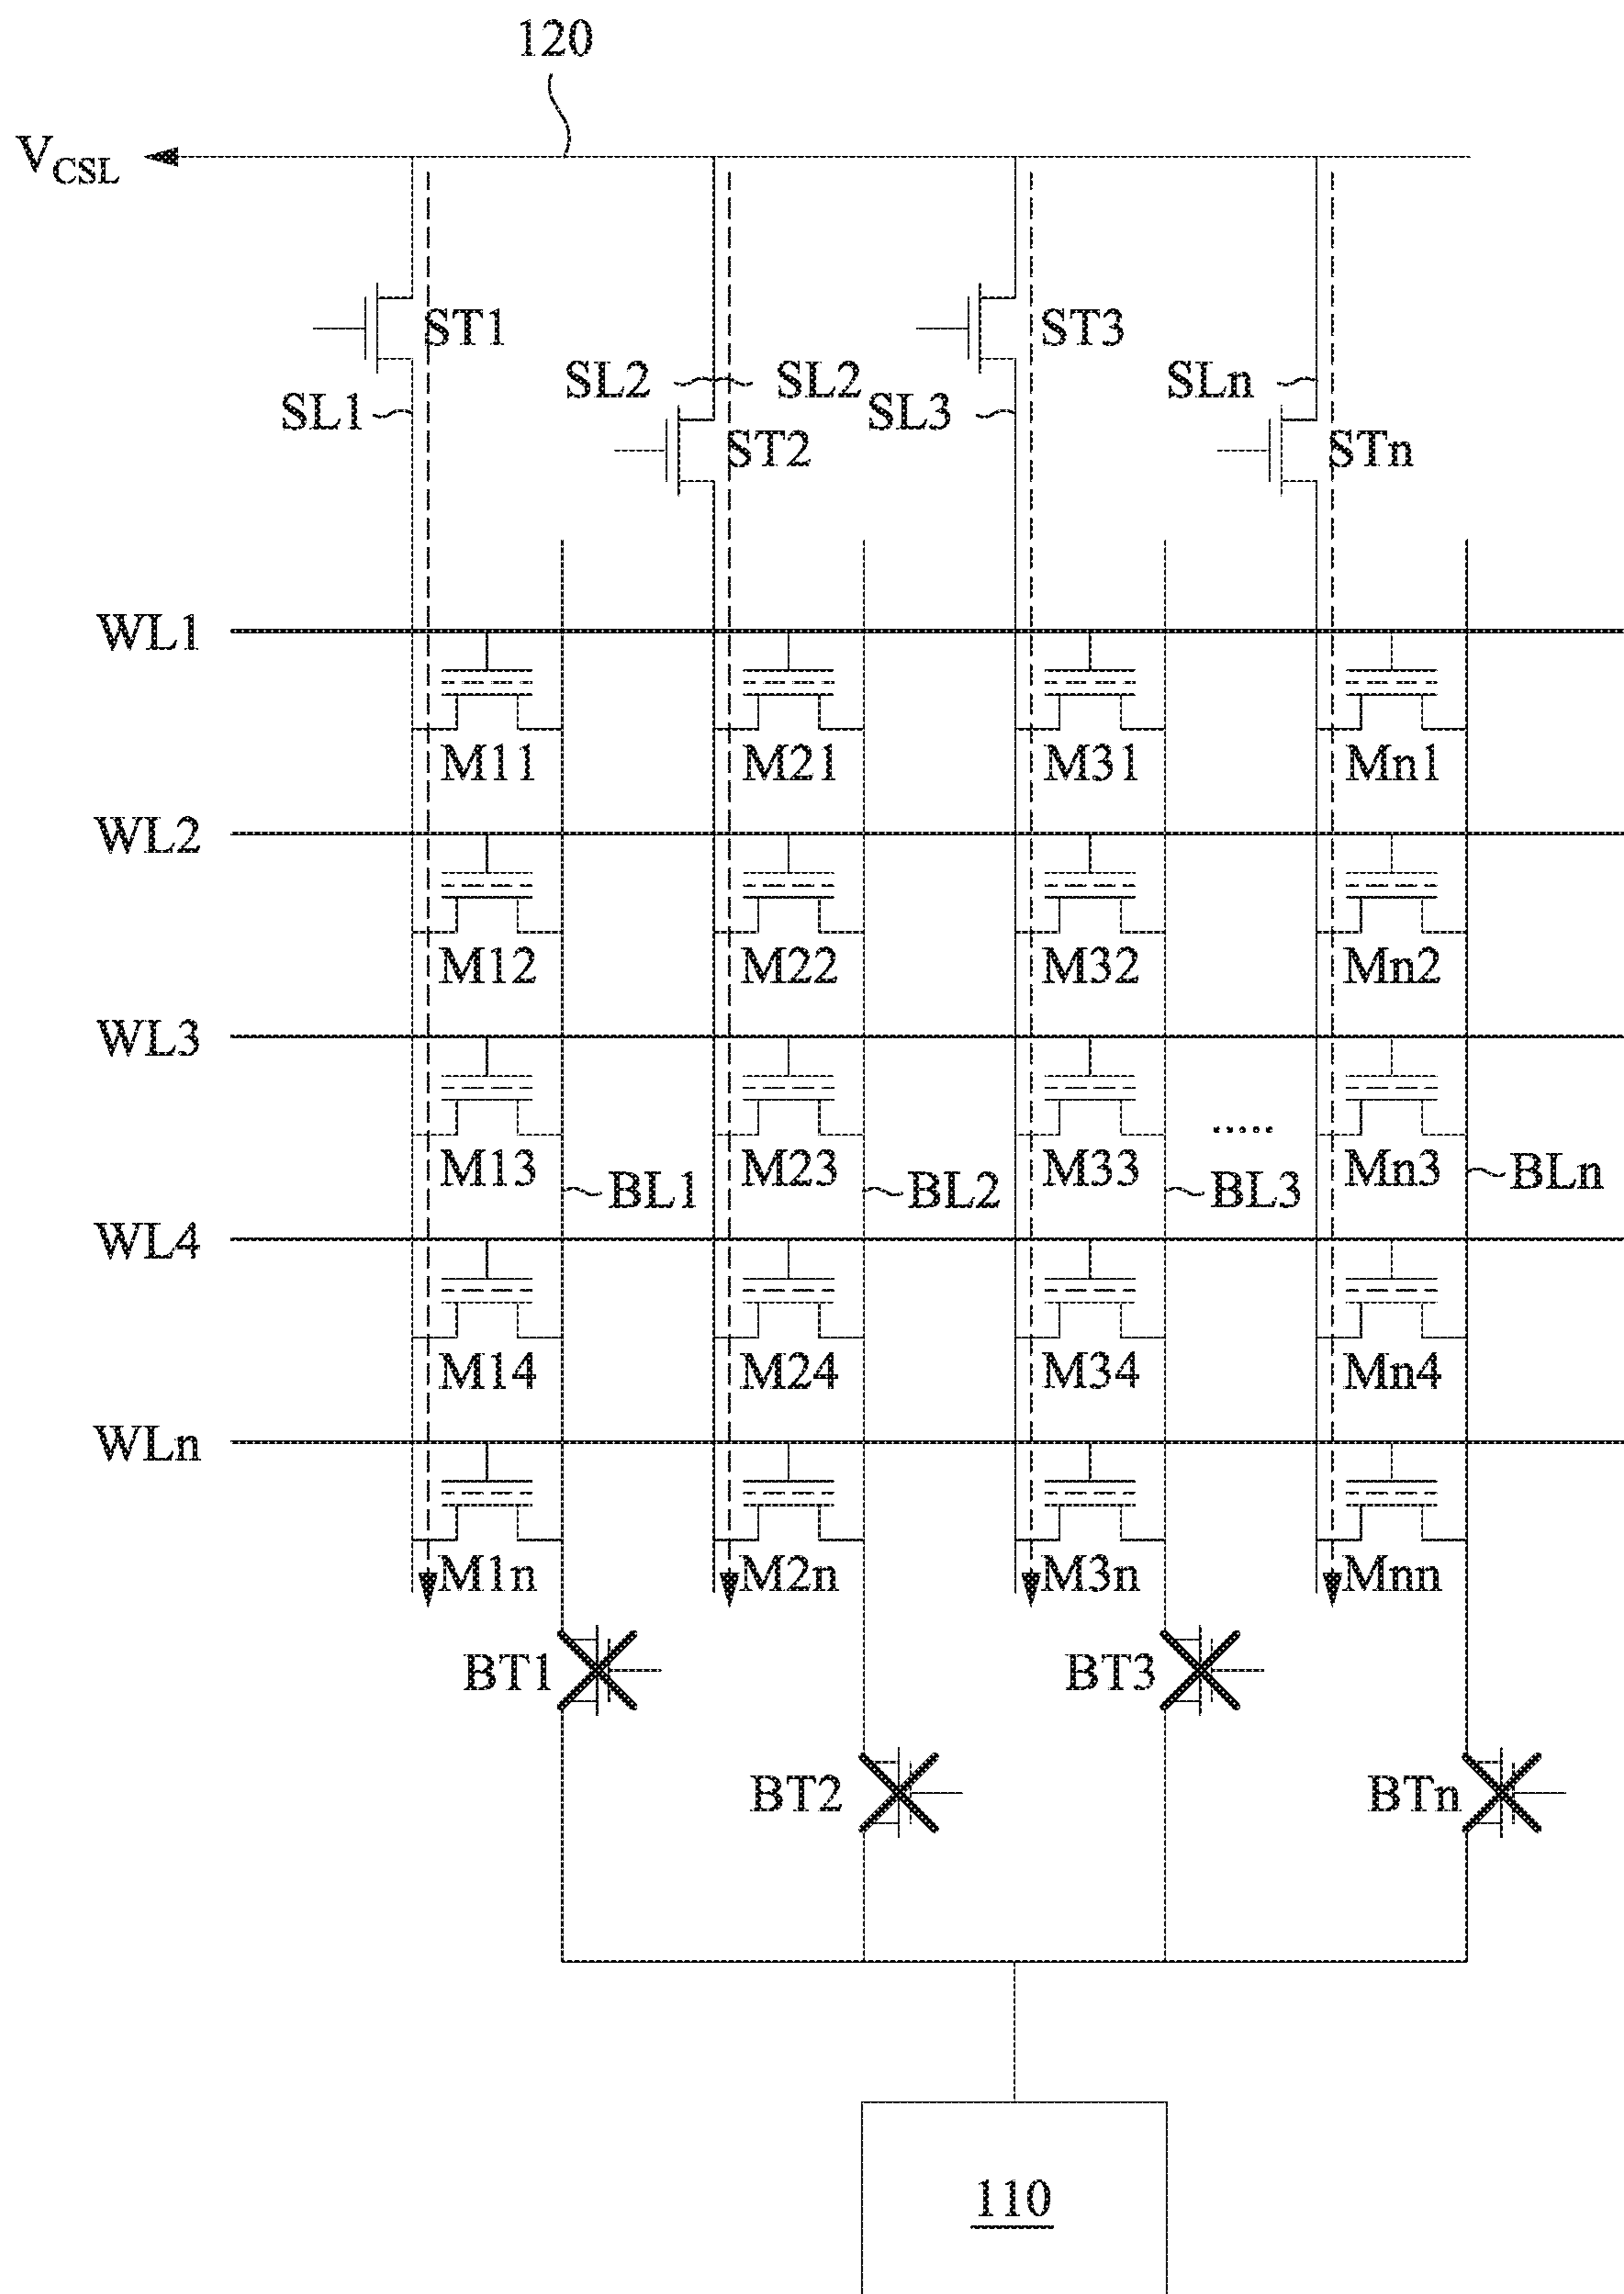 120
VCSL
ST1
ST3
SL2
SL2
SLn
SL1
SL3
ST2
STn
WL1
M11
M21
M31
Mn1
WL2
M12
M22
M32
Mn2
WL3
M13
M23
M33
.....
Mn3
BL1
BL2
BL3
BLn
WL4
M14
M24
M34
Mn4
WLn
M1n
M2n
M3n
Mnn
BT1
BT3
BT2
BTn
110